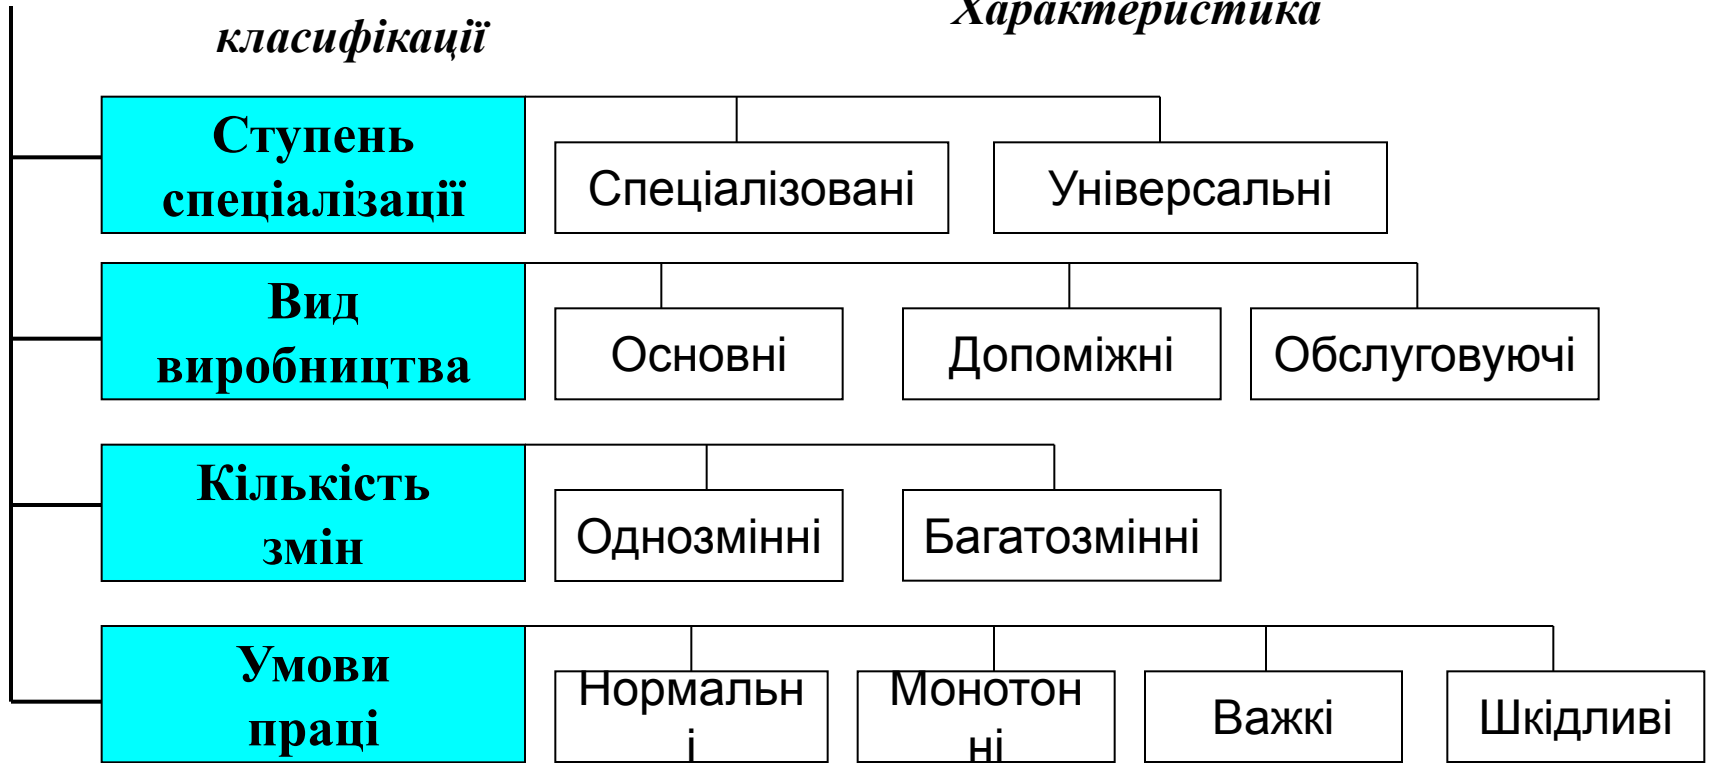 класифікації
Характеристика
Ступень
спеціалізації
Спеціалізовані
Універсальні
Вид
виробництва
Основні
Допоміжні
Обслуговуючі
Кількість
змін
Однозмінні
Багатозмінні
Умови
праці
Нормальн
і
Монотон
ні
Важкі
Шкідливі